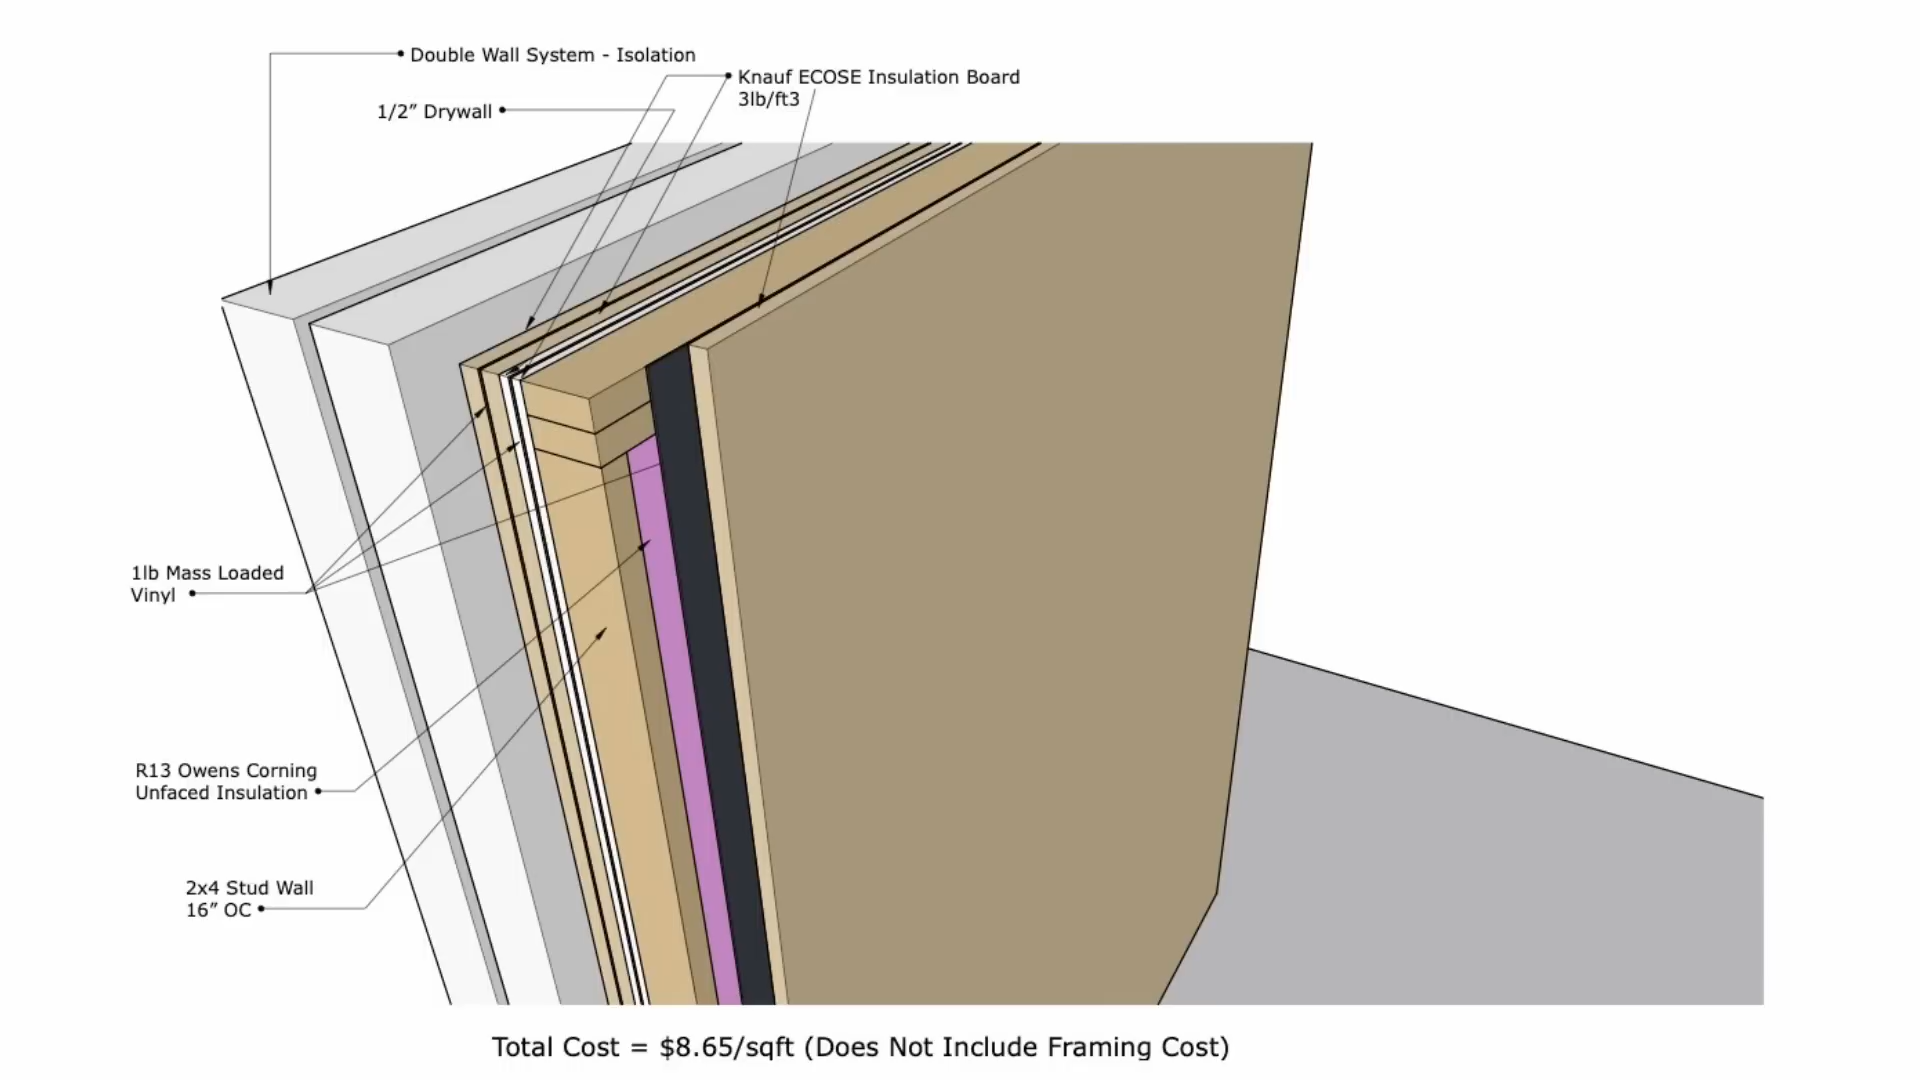 Double Wall System - Isolation
Knauf ECOSE Insulation Board
3lb/ft3
1/2″ Drywall
1lb Mass Loaded
Vinyl
R13 Owens Corning
Unfaced Insulation
2x4 Stud Wall
16″ OC
Total Cost = $8.65/sqft (Does Not Include Framing Cost)